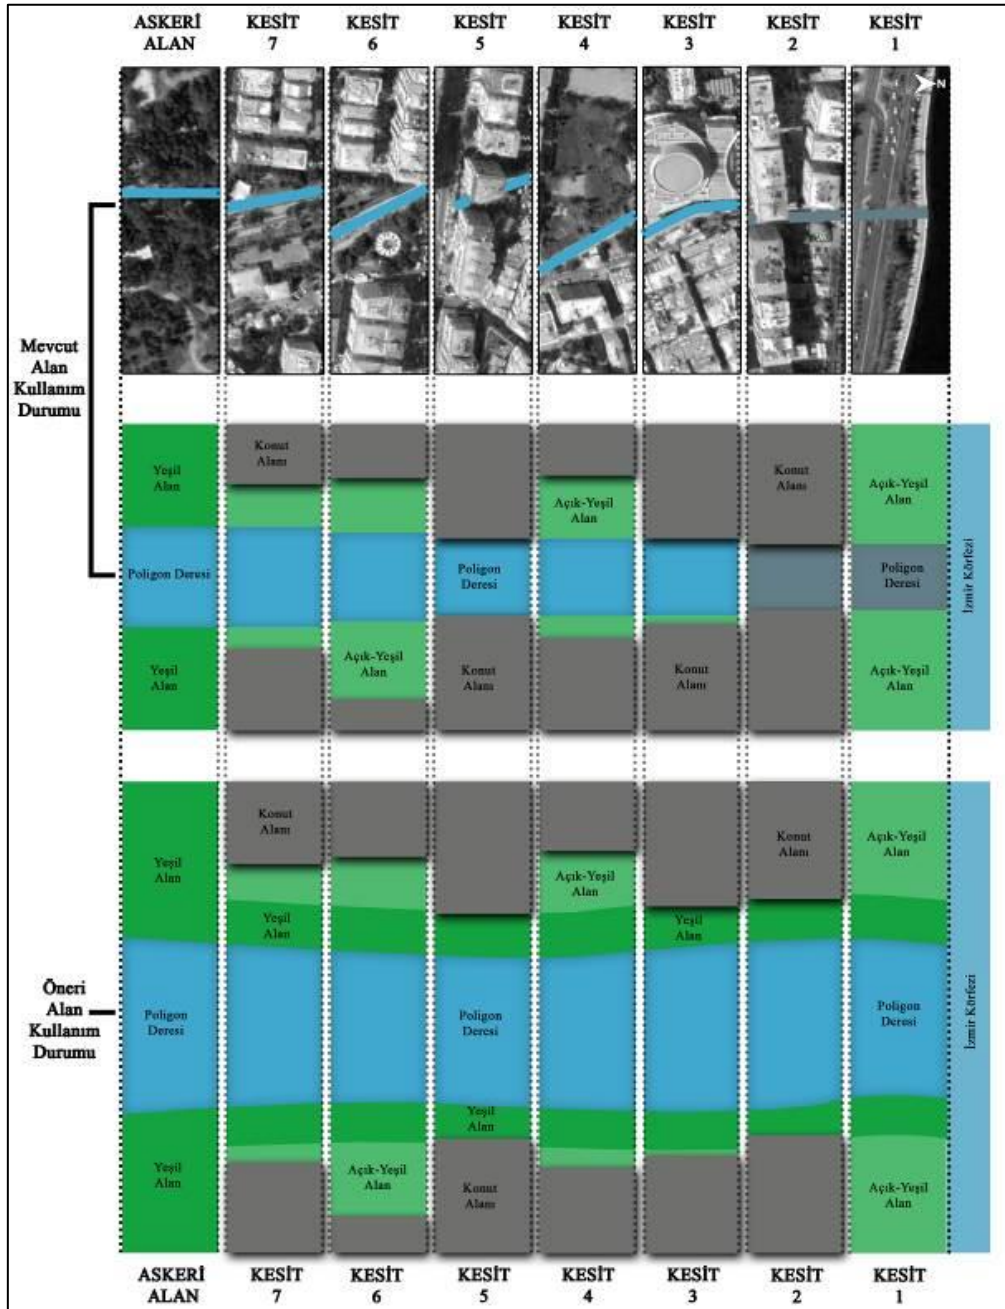 ASKERİ
ALAN
KESİT
7
KESİT
6
KESİT
5
KESİT
4
KESİT
3
KESİT
2
KESİT
1
N
Mevcut
Alan
Kullanım
Durumu
Yeşil
Alan
Konut
Alanı
Açık-Yeşil
Alan
Konut
Alanı
Açık-Yeşil
Alan
Poligon Deresi
Poligon
Deresi
Poligon
Deresi
İzmir Körfezi
Yeşil
Alan
Açık-Yeşil
Alan
Konut
Alanı
Konut
Alanı
Açık-Yeşil
Alan
Öneri
Alan
Kullanım
Durumu
Yeşil
Alan
Konut
Alanı
Açık-Yeşil
Alan
Konut
Alanı
Açık-Yeşil
Alan
Yeşil
Alan
Yeşil
Alan
Poligon
Deresi
Poligon
Deresi
Poligon
Deresi
İzmir Körfezi
Yeşil
Alan
Yeşil
Alan
Açık-Yeşil
Alan
Konut
Alanı
Açık-Yeşil
Alan
ASKERİ
ALAN
KESİT
7
KESİT
6
KESİT
5
KESİT
4
KESİT
3
KESİT
2
KESİT
1